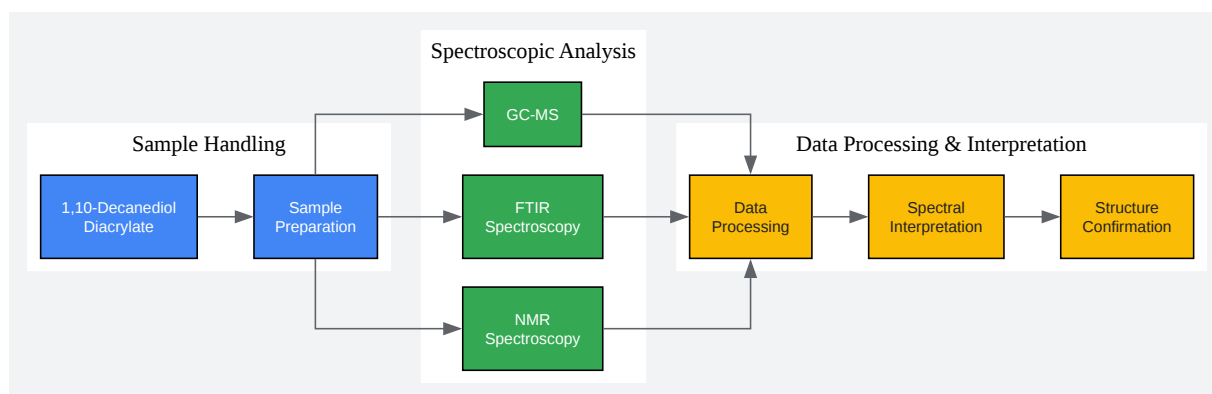 Spectroscopic Analysis
GC-MS
Sample Handling
Data Processing & Interpretation
1,10-Decanediol
Diacrylate
Sample
Preparation
FTIR
Spectroscopy
Data
Processing
Spectral
Interpretation
Structure
Confirmation
NMR
Spectroscopy